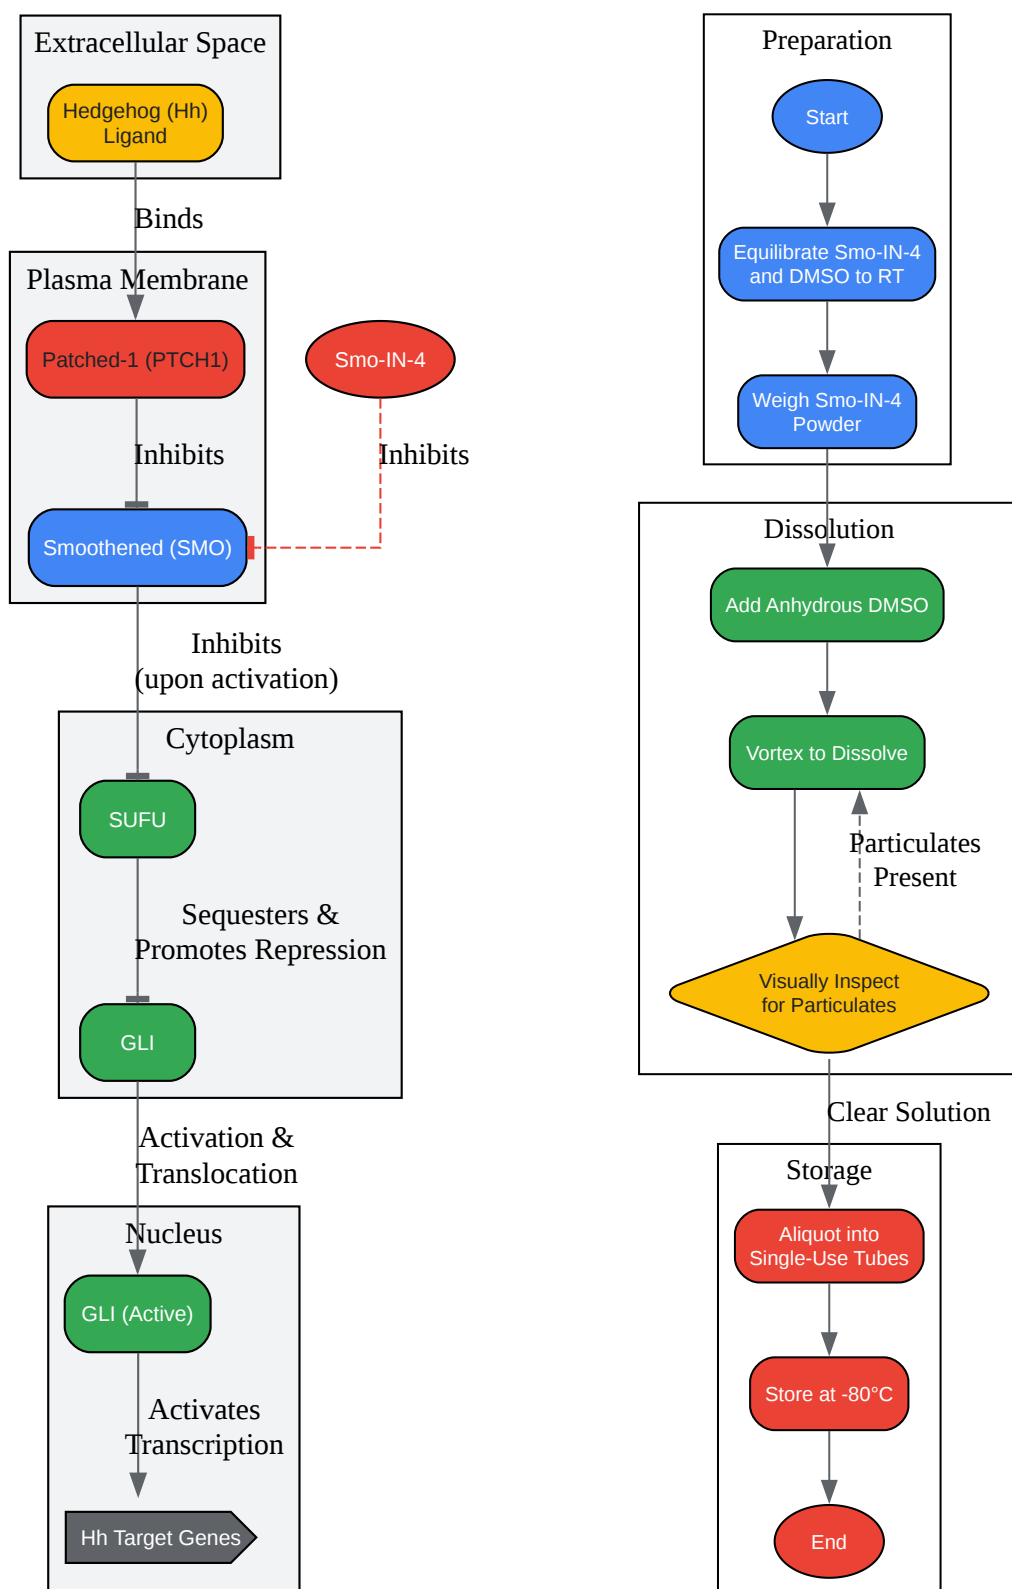 Extracellular Space
Hedgehog (Hh)
Ligand
Binds
Plasma Membrane
Patched-1 (PTCH1)
Smo-IN-4
Inhibits
Inhibits
Smoothened (SMO)
Inhibits
(upon activation)
Cytoplasm
SUFU
Sequesters &
Promotes Repression
GLI
Activation &
Translocation
Nucleus
GLI (Active)
Activates
Transcription
Hh Target Genes
Preparation
Start
Equilibrate Smo-IN-4
and DMSO to RT
Weigh Smo-IN-4
Powder
Dissolution
Add Anhydrous DMSO
Vortex to Dissolve
Particulates
Present
Visually Inspect
for Particulates
Clear Solution
Storage
Aliquot into
Single-Use Tubes
Store at -80°C
End